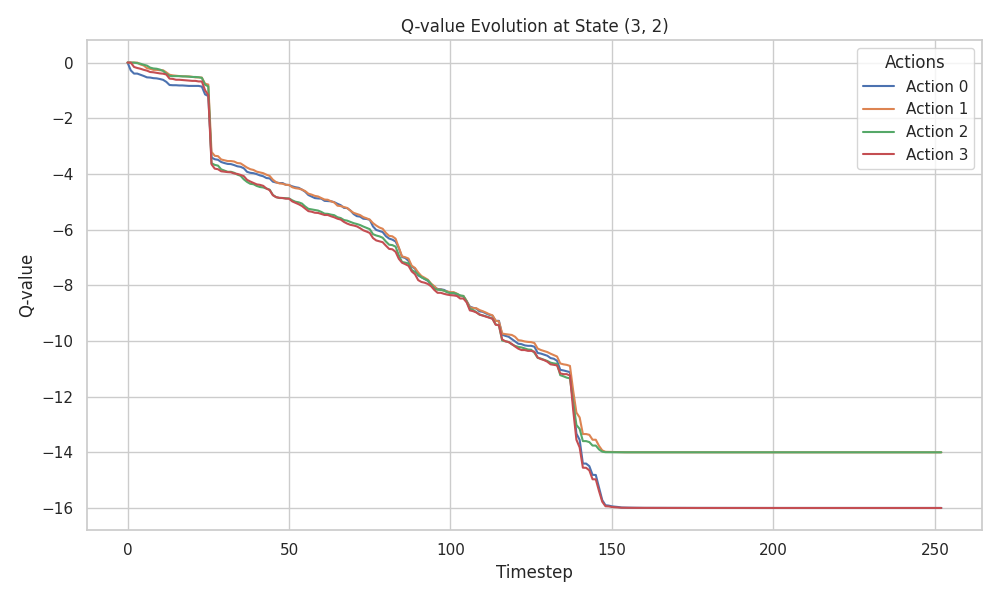 Q-value Evolution at State (3, 2)
Actions
Action 0
Action 1
Action 2
Action 3
Q-value
0
−2
−4
−6
−8
−10
−12
−14
−16
0 50 100 150 200 250
Timestep